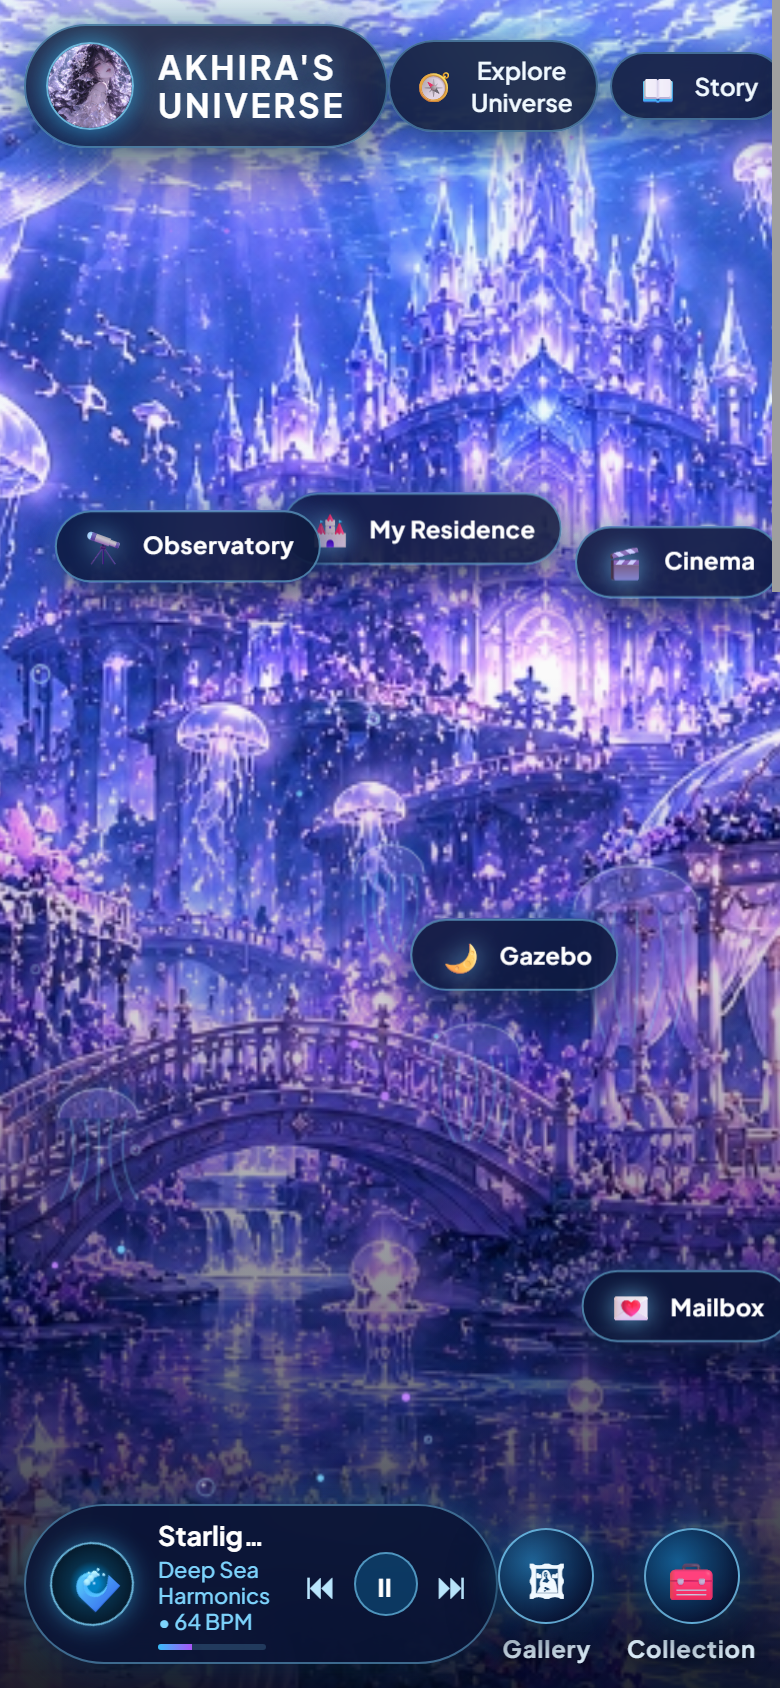 AKHIRA'S
UNIVERSE
Explore
Universe
Story
My Residence
Observatory
Cinema
Gazebo
Mailbox
Starlig...
Deep Sea
Harmonics
• 64 BPM
Gallery
Collection